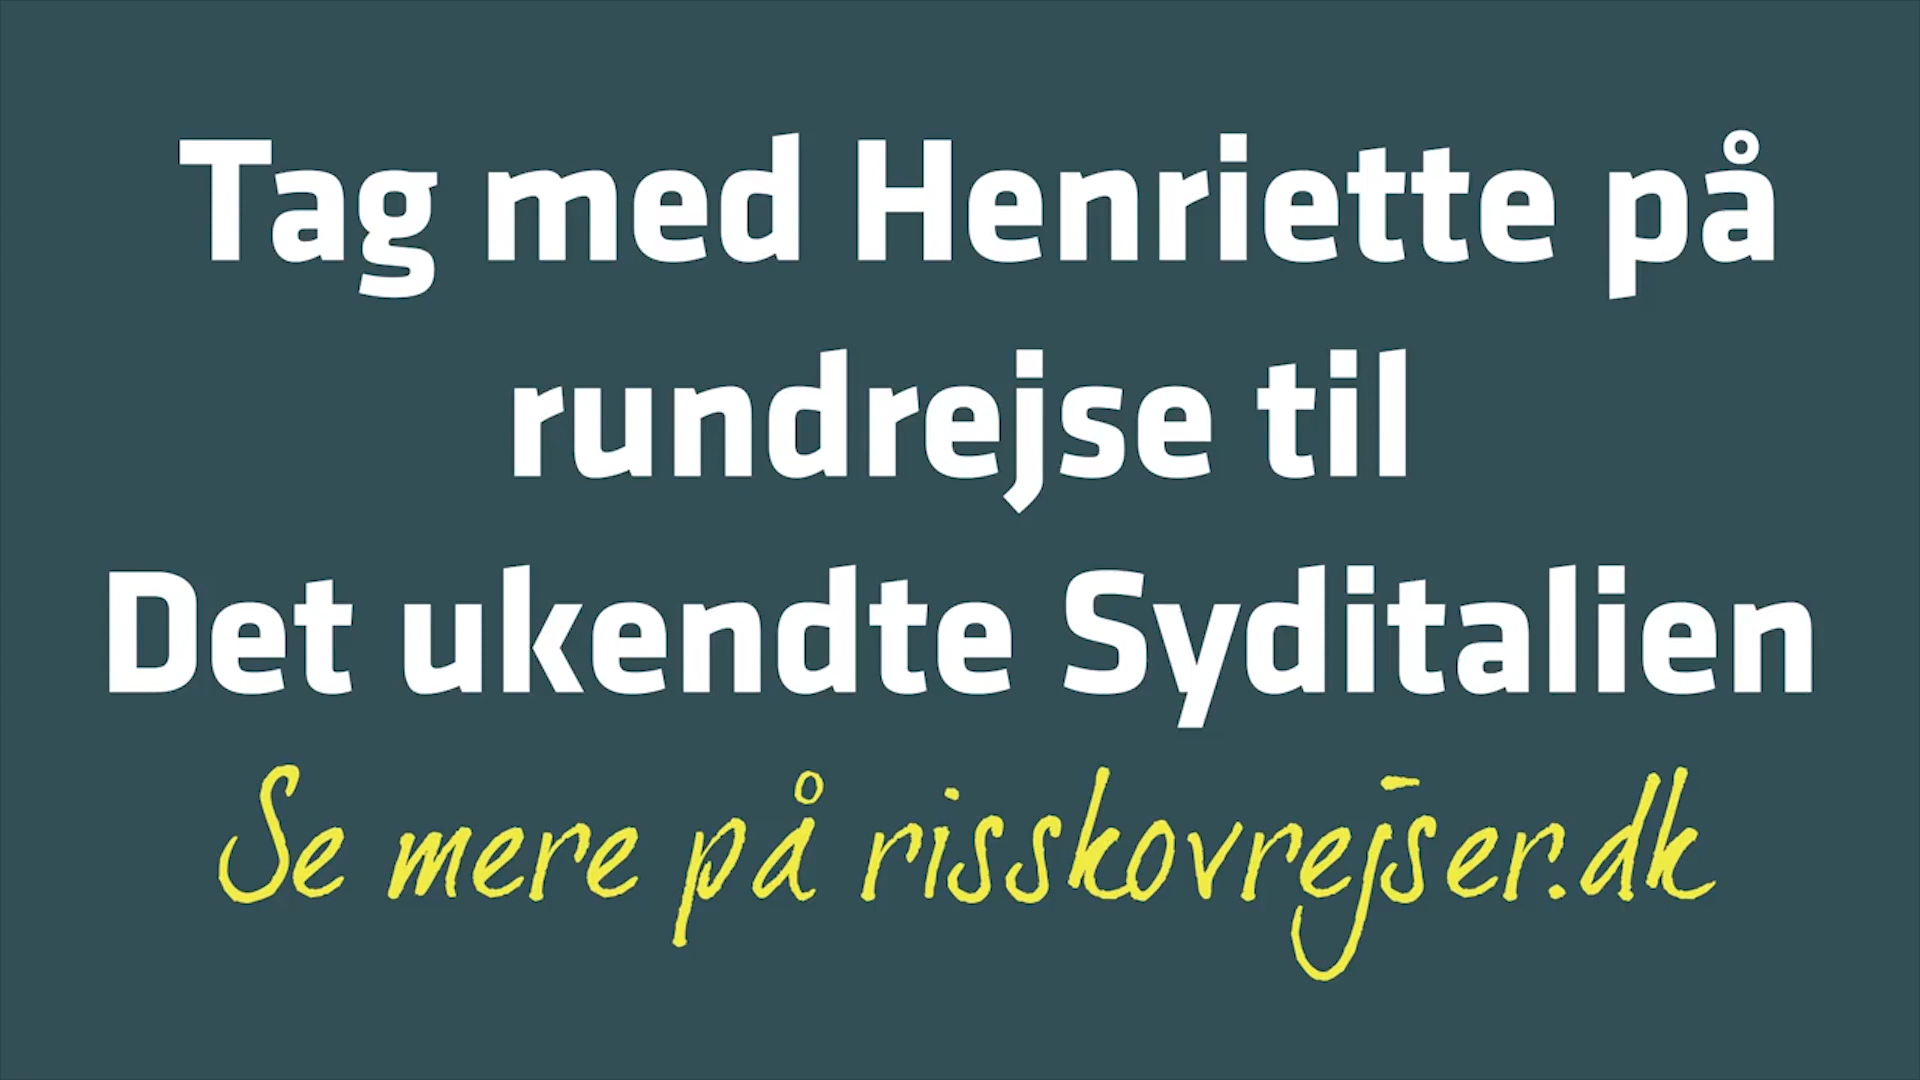 Tag med Henriette på
rundrejse til
Det ukendte Syditalien
Se mere på risskovrejser.dk